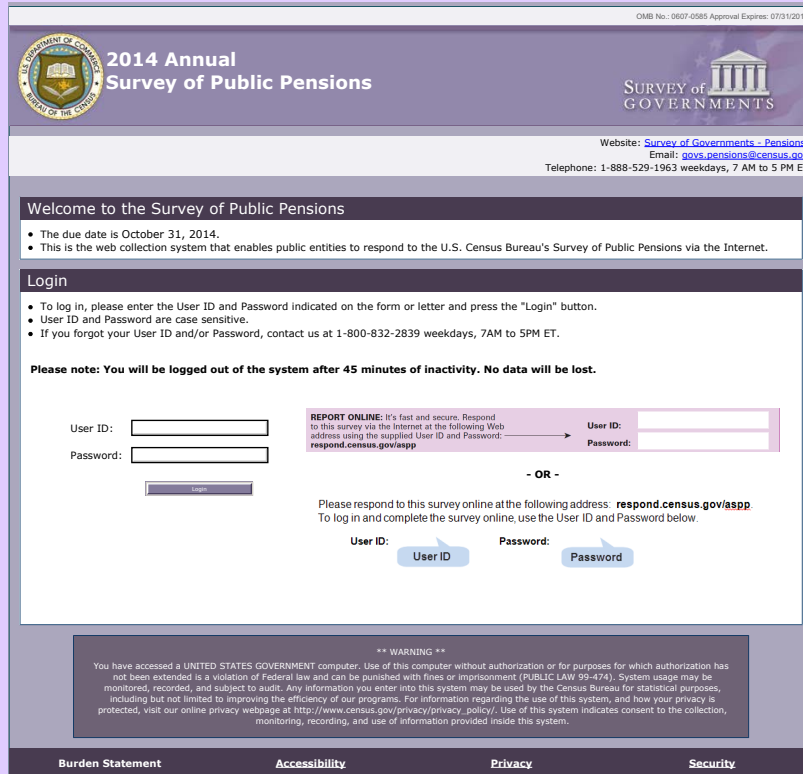 OMB No.: 0607-0585 Approval Expires: 07/31/201
U.S. DEPARTMENT OF COMMERCE
BUREAU OF THE CENSUS
2014 Annual
Survey of Public Pensions
SURVEY of
GOVERNMENTS
Website: Survey of Governments - Pensions
Email: govs.pensions@census.go
Telephone: 1-888-529-1963 weekdays, 7 AM to 5 PM E
Welcome to the Survey of Public Pensions
• The due date is October 31, 2014.
• This is the web collection system that enables public entities to respond to the U.S. Census Bureau's Survey of Public Pensions via the Internet.
Login
• To log in, please enter the User ID and Password indicated on the form or letter and press the "Login" button.
• User ID and Password are case sensitive.
• If you forgot your User ID and/or Password, contact us at 1-800-832-2839 weekdays, 7AM to 5PM ET.
Please note: You will be logged out of the system after 45 minutes of inactivity. No data will be lost.
User ID:
Password:
Login
REPORT ONLINE: It's fast and secure. Respond
to this survey via the Internet at the following Web
address using the supplied User ID and Password:
respond.census.gov/aspp
User ID:
Password:
- OR -
Please respond to this survey online at the following address: respond.census.gov/aspp.
To log in and complete the survey online, use the User ID and Password below.
User ID: Password:
User ID Password
** WARNING **
You have accessed a UNITED STATES GOVERNMENT computer. Use of this computer without authorization or for purposes for which authorization has
not been extended is a violation of Federal law and can be punished with fines or imprisonment (PUBLIC LAW 99-474). System usage may be
monitored, recorded, and subject to audit. Any information you enter into this system may be used by the Census Bureau for statistical purposes,
including but not limited to improving the efficiency of our programs. For information regarding the use of this system, and how your privacy is
protected, visit our online privacy webpage at http://www.census.gov/privacy/privacy_policy/. Use of this system indicates consent to the collection,
monitoring, recording, and use of information provided inside this system.
Burden Statement Accessibility Privacy Security